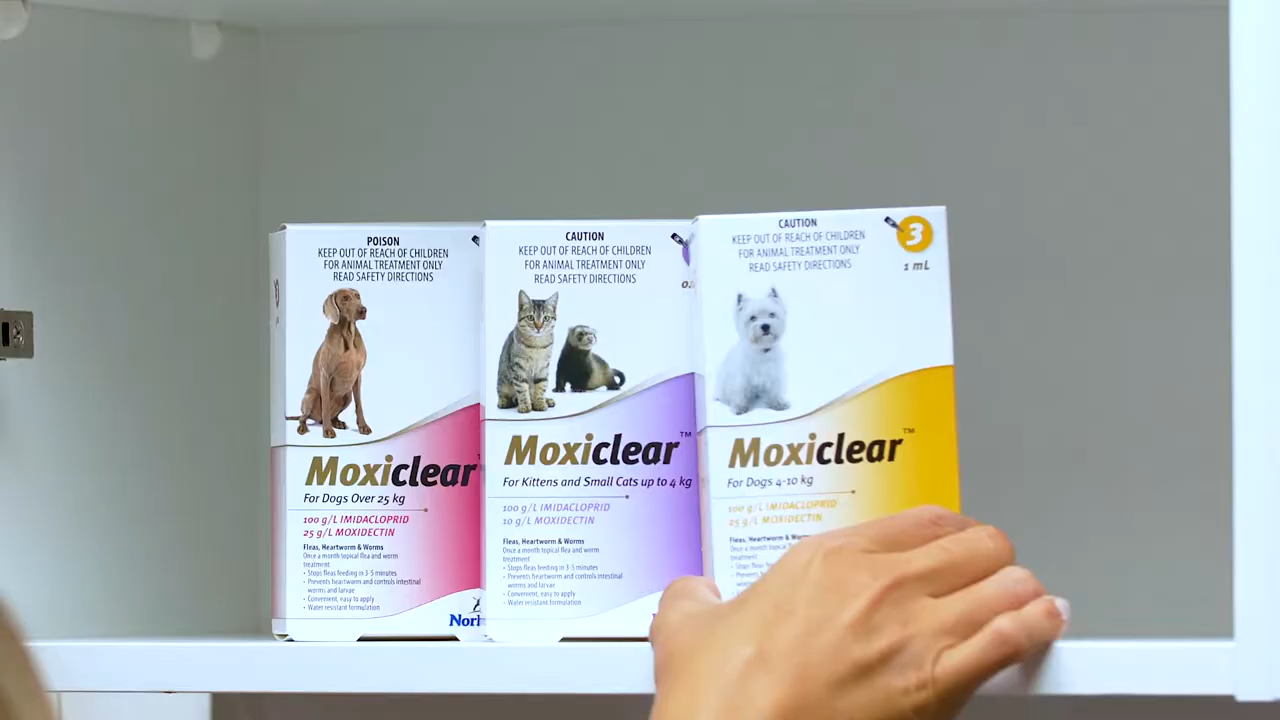 POISON
KEEP OUT OF REACH OF CHILDREN
FOR ANIMAL TREATMENT ONLY
READ SAFETY DIRECTIONS
Moxiclear
For Dogs Over 25 kg
100 g/L IMIDACLOPRID
25 g/L MOXIDECTIN
Fleas, Heartworm & Worms
Once a month topical flea and worm
treatment
• Stops fleas feeding in 3-5 minutes
• Prevents heartworm and controls intestinal
worms and larvae
• Convenient, easy to apply
• Water resistant formulation
CAUTION
KEEP OUT OF REACH OF CHILDREN
FOR ANIMAL TREATMENT ONLY
READ SAFETY DIRECTIONS
Moxiclear™
For Kittens and Small Cats up to 4 kg
100 g/L IMIDACLOPRID
10 g/L MOXIDECTIN
Fleas, Heartworm & Worms
Once a month topical flea and worm
treatment
• Stops fleas feeding in 3-5 minutes
• Prevents heartworm and controls intestinal
worms and larvae
• Convenient, easy to apply
• Water resistant formulation
CAUTION
KEEP OUT OF REACH OF CHILDREN
FOR ANIMAL TREATMENT ONLY
READ SAFETY DIRECTIONS
3
1 mL
Moxiclear™
For Dogs 4-10 kg
100 g/L IMIDACLOPRID
25 g/L MOXIDECTIN
Fleas, Heartworm &
Once a month topical
treatment
• Stops